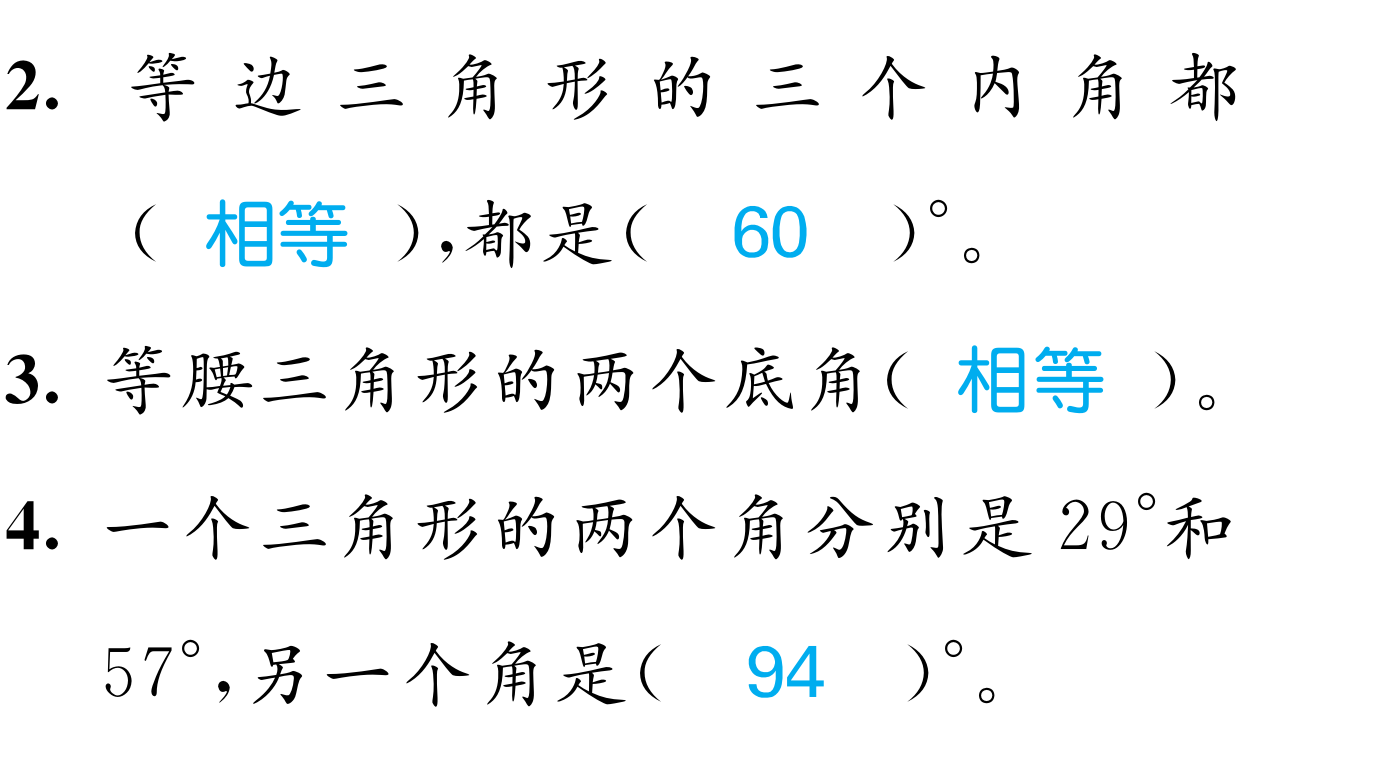 2. 等边三角形的三个内角都
( 相等 ),都是( 60 )°。
3. 等腰三角形的两个底角( 相等 )。
4. 一个三角形的两个角分别是 29°和
57°,另一个角是( 94 )°。